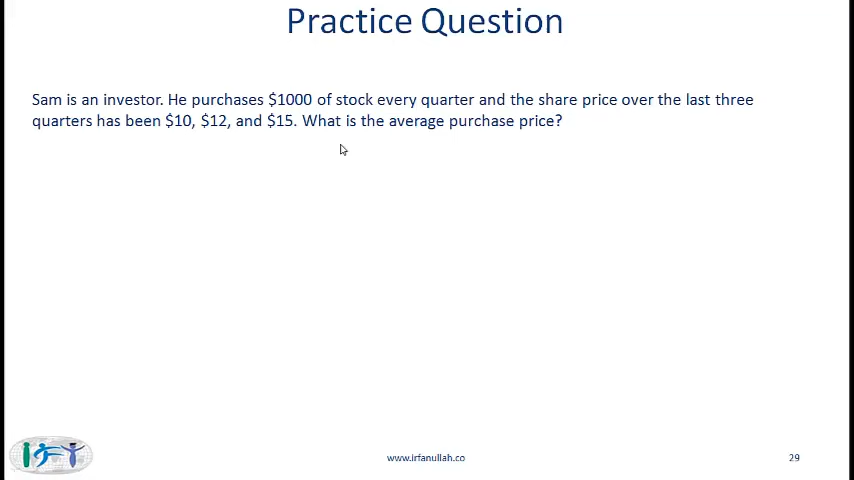 Practice Question
Sam is an investor. He purchases $1000 of stock every quarter and the share price over the last three
quarters has been $10, $12, and $15. What is the average purchase price?
www.irfanullah.co
29